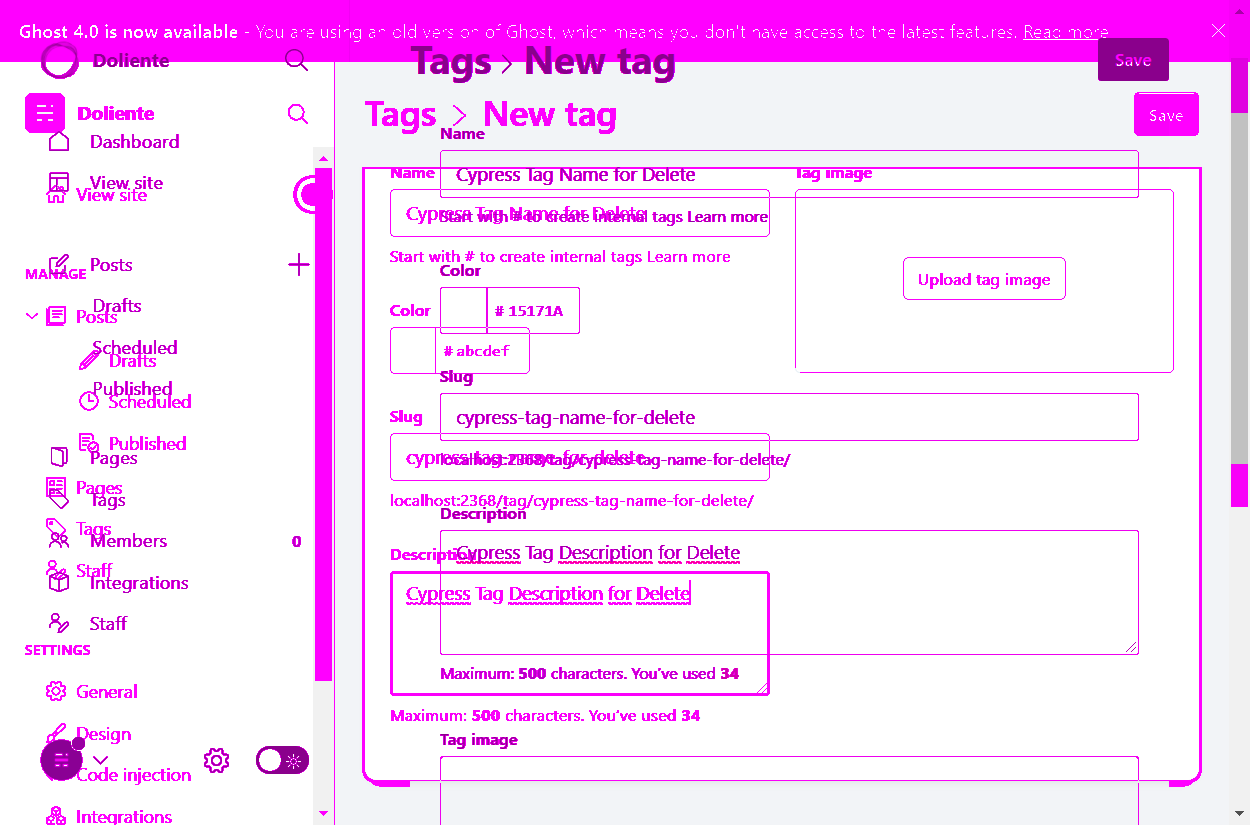 Ghost 4.0 is now available - You are using an old version of Ghost, which means you don't have access to the latest features. Read more
Doliente
Tags > New tag
Save
Doliente
Tags > New tag
Save
Name
Dashboard
Name
Cypress Tag Name for Delete
Tag image
View site
View site
Cypress Tag Name for Delete
Start with # to create internal tags Learn more
Start with # to create internal tags Learn more
Posts
MANAGE
Color
Upload tag image
Drafts
Color
# 15171A
Posts
Scheduled
# abcdef
Drafts
Slug
Published
Scheduled
Slug
cypress-tag-name-for-delete
Published
Pages
cypress-tag-name-for-delete
localhost:2368/tag/cypress-tag-name-for-delete/
Pages
Tags
localhost:2368/tag/cypress-tag-name-for-delete/
Description
Tags
Members
0
Description
Cypress Tag Description for Delete
Staff
Integrations
Cypress Tag Description for Delete
Staff
SETTINGS
Maximum: 500 characters. You've used 34
General
Maximum: 500 characters. You've used 34
Design
Tag image
Code injection
Integrations